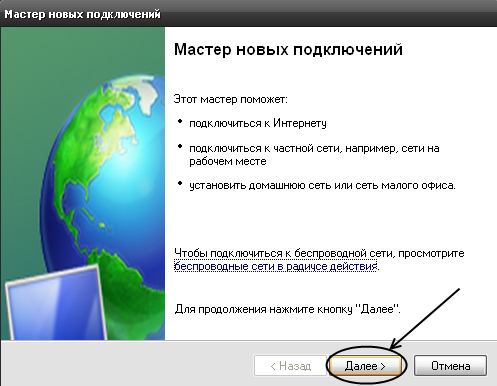 Мастер новых подключений
Мастер новых подключений
Этот мастер поможет:
• подключиться к Интернету
• подключиться к частной сети, например, сети на
рабочем месте
• установить домашнюю сеть или сеть малого офиса.
Чтобы подключиться к беспроводной сети, просмотрите
беспроводные сети в радиусе действия.
Для продолжения нажмите кнопку "Далее".
< Назад Далее > Отмена